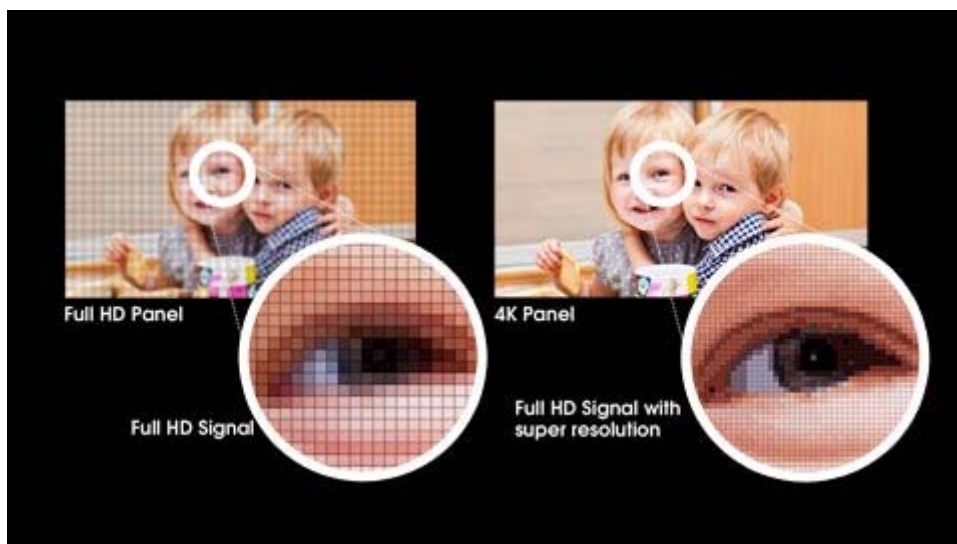 Full HD Panel
4K Panel
Full HD Signal
Full HD Signal with
super resolution